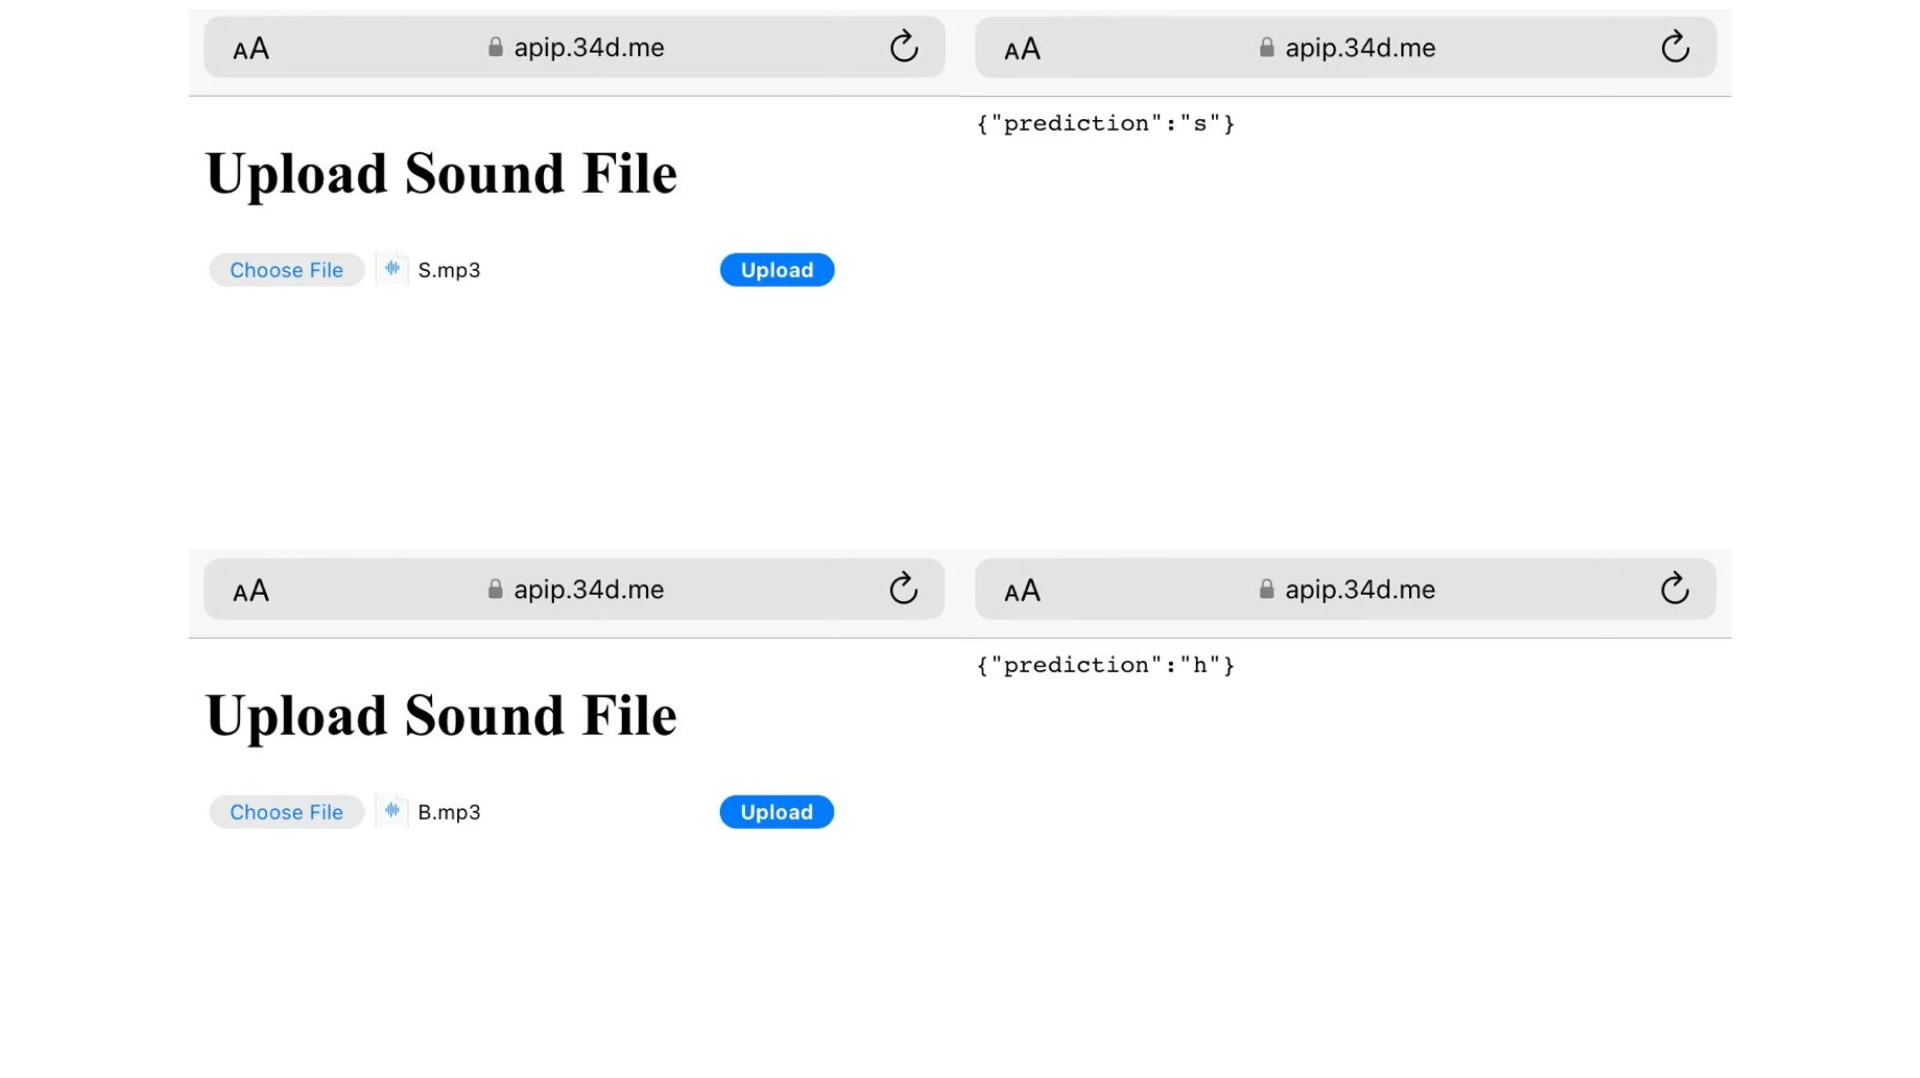 AA apip.34d.me
Upload Sound File
Choose File S.mp3 Upload
AA apip.34d.me
{"prediction":"s"}
AA apip.34d.me
Upload Sound File
Choose File B.mp3 Upload
AA apip.34d.me
{"prediction":"h"}